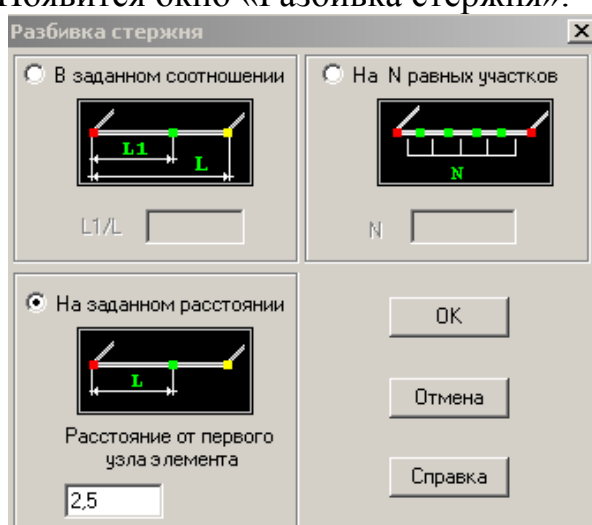 Появится окно «Разбивка стержня».
Разбивка стержня
В заданном соотношении
L1
L
L1/L
На N равных участков
N
N
На заданном расстоянии
L
Расстояние от первого
узла элемента
2,5
OK
Отмена
Справка